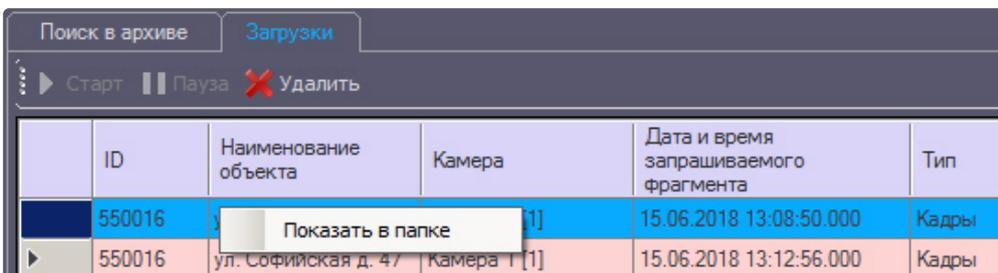 Поиск в архиве Загрузки
Старт Пауза Удалить
ID Наименование объекта Камера Дата и время запрашиваемого фрагмента Тип
550016 [1] 15.06.2018 13:08:50.000 Кадры
Показать в папке
550016 ул. Софийская д. 47 Камера 1 [1] 15.06.2018 13:12:56.000 Кадры